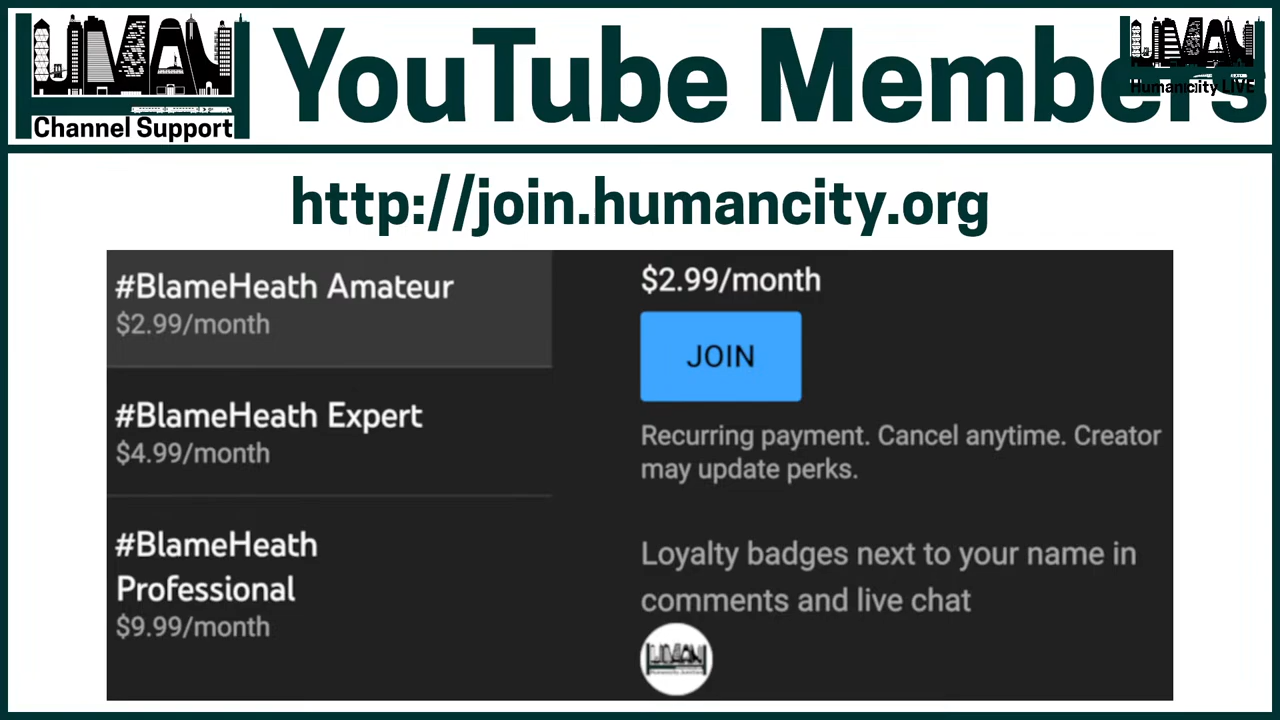 YouTube Members
Channel Support
Humanicity LIVE
http://join.humancity.org
#BlameHeath Amateur
$2.99/month
#BlameHeath Expert
$4.99/month
#BlameHeath
Professional
$9.99/month
$2.99/month
JOIN
Recurring payment. Cancel anytime. Creator
may update perks.
Loyalty badges next to your name in
comments and live chat